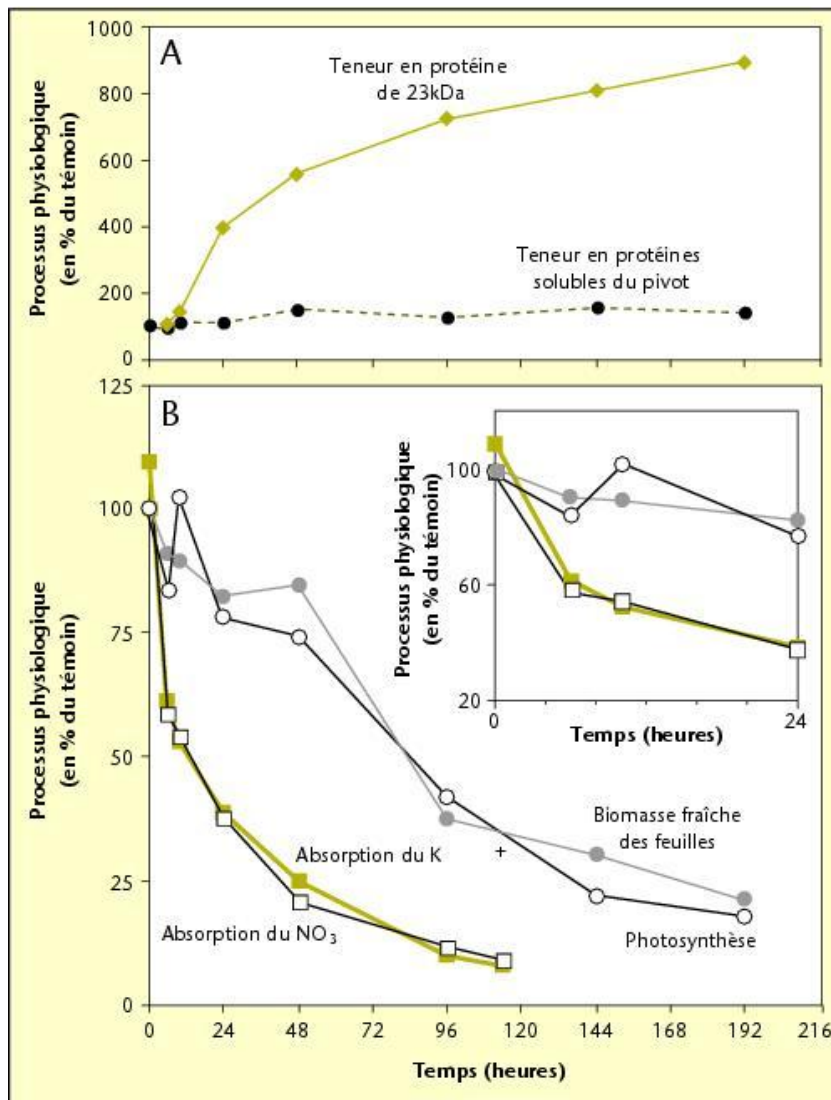 A
Processus physiologique
(en % du témoin)
1000
800
600
400
200
0
Teneur en protéine
de 23kDa
Teneur en protéines
solubles du pivot
B
Processus physiologique
(en % du témoin)
125
100
75
50
25
0
Processus physiologique
(en % du témoin)
100
60
20
0
24
Temps (heures)
Absorption du K
+
Absorption du NO3
Biomasse fraîche
des feuilles
Photosynthèse
0 24 48 72 96 120 144 168 192 216
Temps (heures)